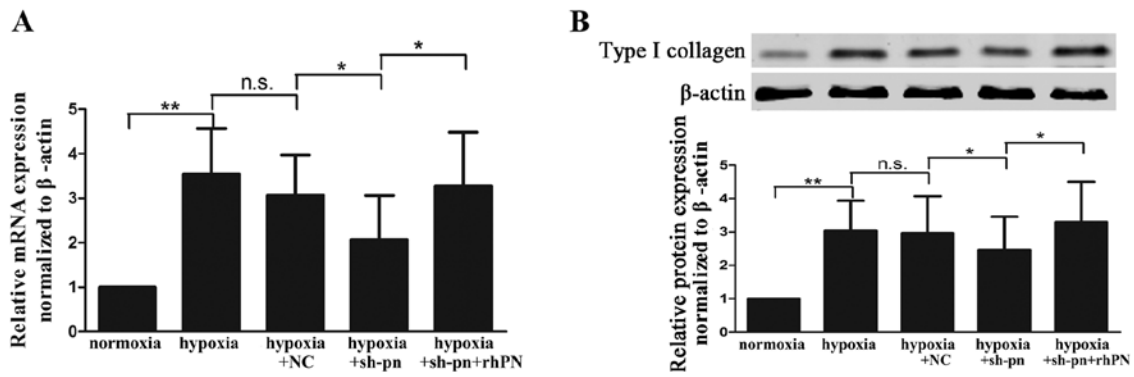 A
Relative mRNA expression
normalized to β -actin
5
4
3
2
1
0
**
n.s.
*
*
normoxia
hypoxia
hypoxia
+NC
hypoxia
+sh-pn
hypoxia
+sh-pn+rhPN
B
Type I collagen
β-actin
Relative protein expression
normalized to β -actin
5
4
3
2
1
0
**
n.s.
*
*
normoxia
hypoxia
hypoxia
+NC
hypoxia
+sh-pn
hypoxia
+sh-pn+rhPN